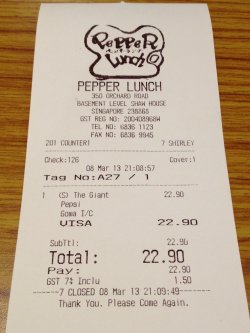 PEPPER
Lunch
PEPPER LUNCH
350 ORCHARD ROAD
BASEMENT LEVEL SHAW HOUSE
SINGAPORE 238868
GST REG NO: 2004089684
TEL NO: 6836 1123
FAX NO: 6836 9945
201 COUNTER1 7 SHIRLEY
Check:126 Cover:1
08 Mar 13 21:08:57
Tag No:A27 / 1
1 (S) The Giant 22.90
Pepsi
Goma I/C
VISA 22.90
SubTtl: 22.90
Total: 22.90
Pay: 22.90
GST 7% Inclu 1.50
7 CLOSED 08 Mar 13 21:09:49
Thank You. Please Come Again.